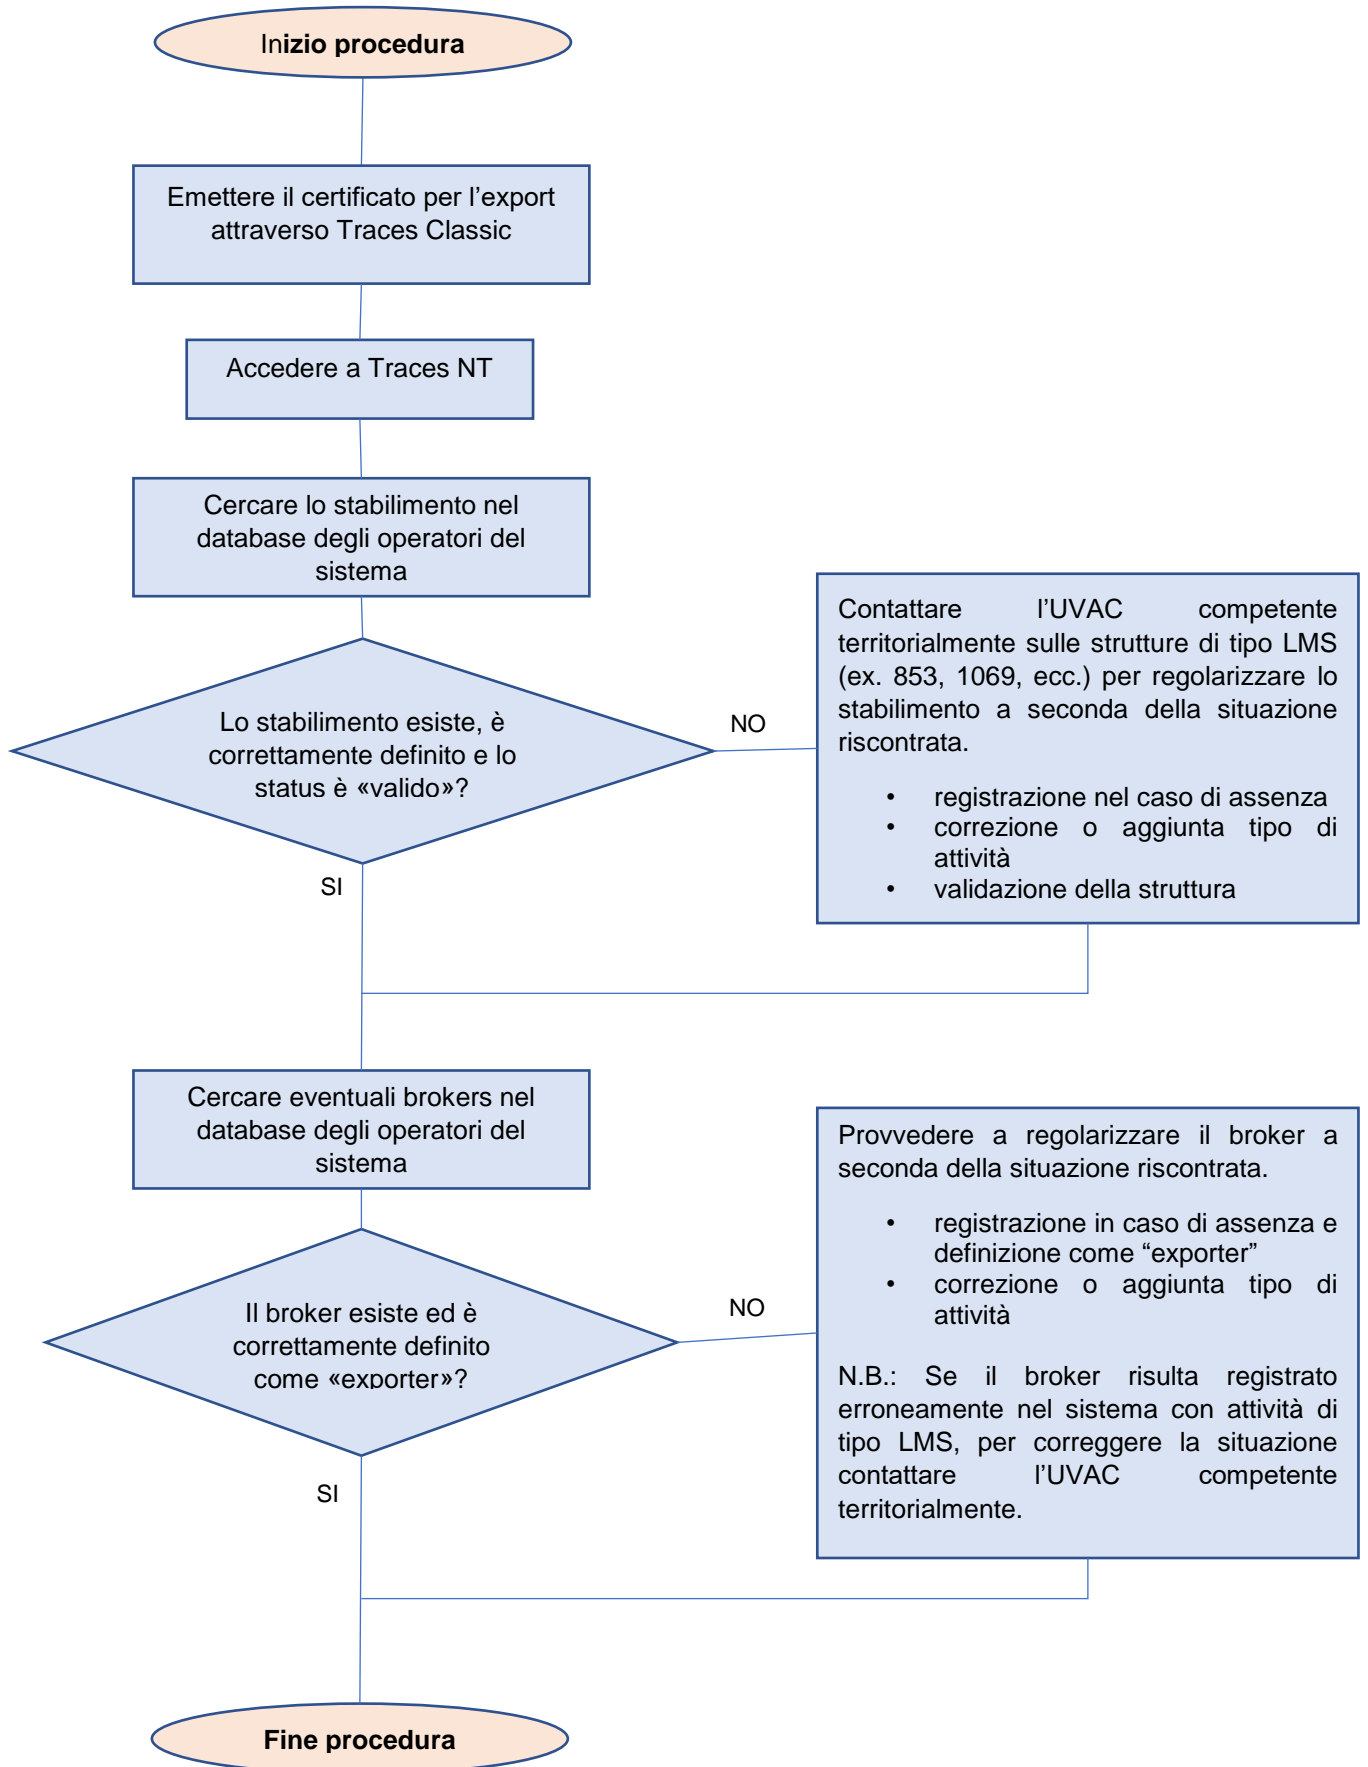 Inizio procedura
Emettere il certificato per l'export
attraverso Traces Classic
Accedere a Traces NT
Cercare lo stabilimento nel
database degli operatori del
sistema
Lo stabilimento esiste, è
correttamente definito e lo
status è «valido»?
NO
SI
Contattare l'UVAC competente
territorialmente sulle strutture di tipo LMS
(ex. 853, 1069, ecc.) per regolarizzare lo
stabilimento a seconda della situazione
riscontrata.
• registrazione nel caso di assenza
• correzione o aggiunta tipo di
attività
• validazione della struttura
Cercare eventuali brokers nel
database degli operatori del
sistema
Il broker esiste ed è
correttamente definito
come «exporter»?
NO
SI
Provvedere a regolarizzare il broker a
seconda della situazione riscontrata.
• registrazione in caso di assenza e
definizione come “exporter”
• correzione o aggiunta tipo di
attività
N.B.: Se il broker risulta registrato
erroneamente nel sistema con attività di
tipo LMS, per correggere la situazione
contattare l'UVAC competente
territorialmente.
Fine procedura